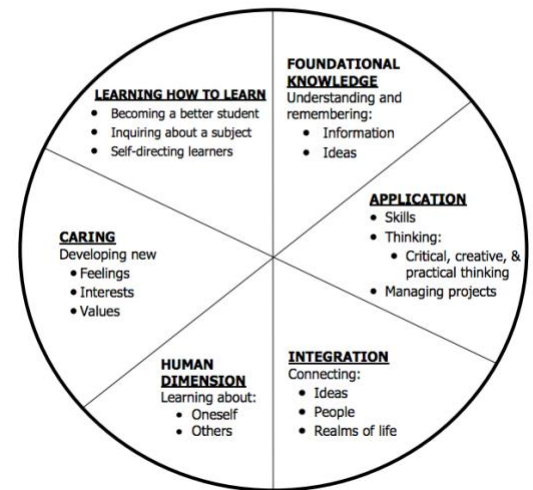 FOUNDATIONAL
KNOWLEDGE
Understanding and
remembering:
• Information
• Ideas
APPLICATION
• Skills
• Thinking:
• Critical, creative, &
practical thinking
• Managing projects
INTEGRATION
Connecting:
• Ideas
• People
• Realms of life
HUMAN
DIMENSION
Learning about:
• Oneself
• Others
CARING
Developing new
• Feelings
• Interests
• Values
LEARNING HOW TO LEARN
• Becoming a better student
• Inquiring about a subject
• Self-directing learners